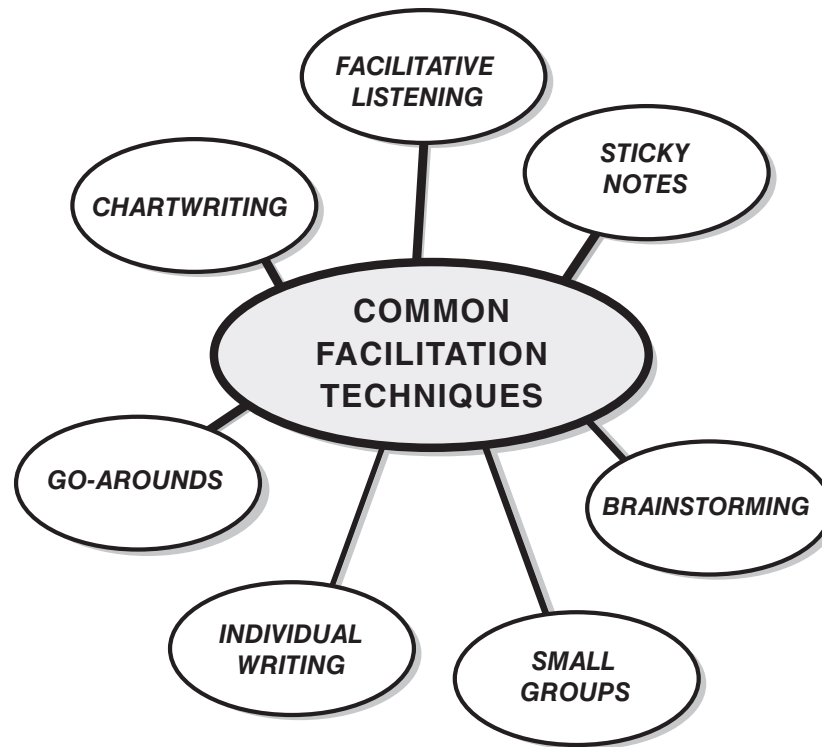 FACILITATIVE
LISTENING
STICKY
NOTES
CHARTWRITING
COMMON
FACILITATION
TECHNIQUES
GO-AROUNDS
BRAINSTORMING
INDIVIDUAL
WRITING
SMALL
GROUPS